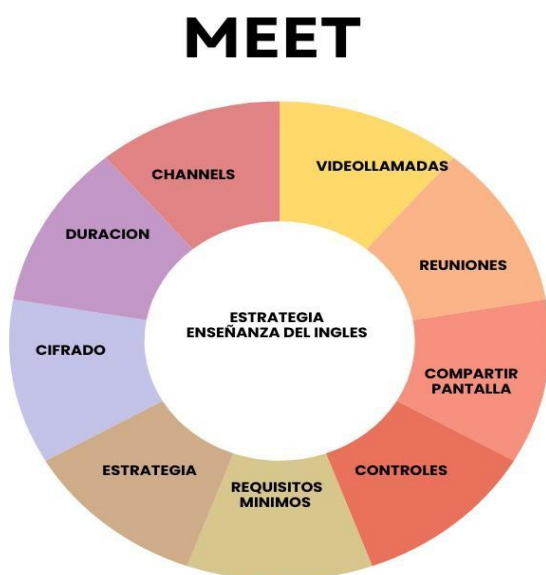 MEET
CHANNELS
VIDEOLLAMADAS
DURACION
REUNIONES
ESTRATEGIA
ENSEÑANZA DEL INGLES
CIFRADO
COMPARTIR
PANTALLA
ESTRATEGIA
REQUISITOS
MINIMOS
CONTROLES